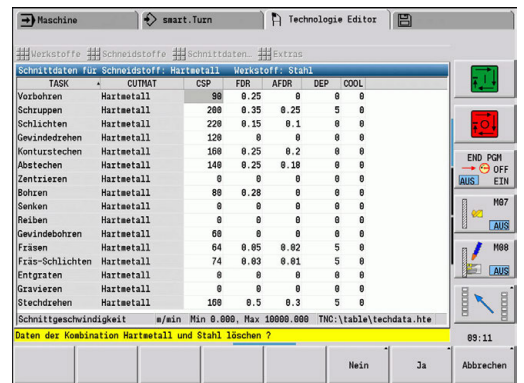 Maschine smart.Turn Technologie Editor
Werkstoffe Schneidstoffe Schnittdaten… Extras
Schnittdaten für Schneidstoff: Hartmetall Werkstoff: Stahl
TASK CUTMAT CSP FDR AFDR DEP COOL
Vorbohren Hartmetall 90 0.25 0 0 0
Schruppen Hartmetall 200 0.35 0.25 5 0
Schlichten Hartmetall 220 0.15 0.1 0 0
Gewindedrehen Hartmetall 120 0 0 0 0
Konturstechen Hartmetall 160 0.25 0.2 0 0
Abstechen Hartmetall 140 0.25 0.18 0 0
Zentrieren Hartmetall 0 0 0 0 0
Bohren Hartmetall 80 0.28 0 0 0
Senken Hartmetall 0 0 0 0 0
Reiben Hartmetall 0 0 0 0 0
Gewindebohren Hartmetall 60 0 0 0 0
Fräsen Hartmetall 64 0.05 0.02 5 0
Fräs-Schlichten Hartmetall 74 0.03 0.01 5 0
Entgraten Hartmetall 0 0 0 0 0
Gravieren Hartmetall 0 0 0 0 0
Stechdrehen Hartmetall 160 0.5 0.3 5 0
Schnittgeschwindigkeit m/min Min 0.000, Max 10000.000 TNC:\table\techdata.hte
Daten der Kombination Hartmetall und Stahl löschen ?
END PGM
OFF
AUS EIN
M07
AUS
M08
AUS
09:11
Nein Ja Abbrechen